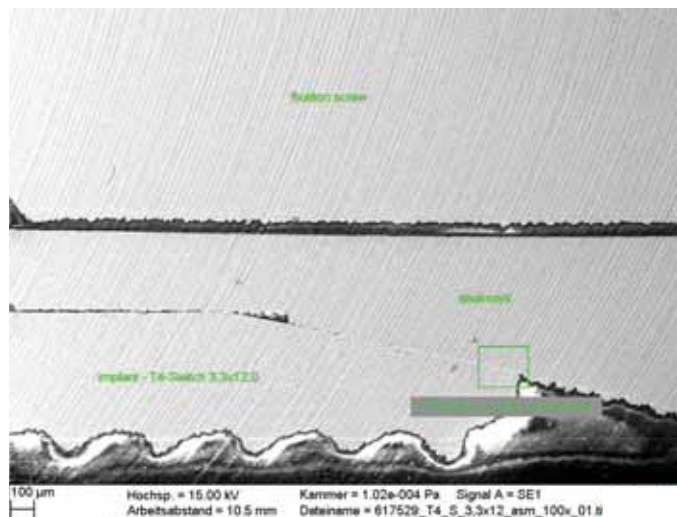 fixation screw
abutment
implant - T4-Switch 3.3x12.0
100 µm
Hochsp. = 15.00 kV Kammer = 1.02e-004 Pa Signal A = SE1
Arbeitsabstand = 10.5 mm Dateiname = 617529_T4_S_3,3x12_asm_100x_01.ti